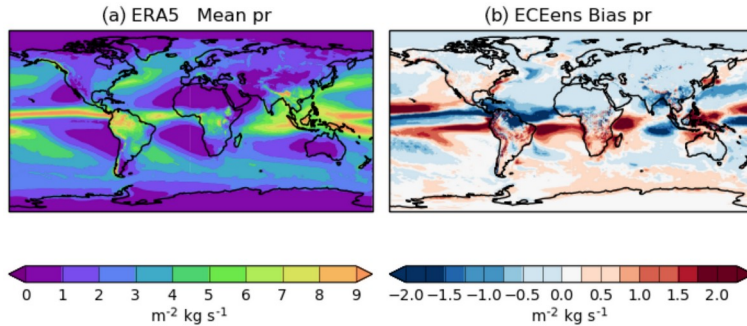 (a) ERA5 Mean pr
(b) ECEens Bias pr
0 1 2 3 4 5 6 7 8 9
m⁻² kg s⁻¹
−2.0 −1.5 −1.0 −0.5 0.0 0.5 1.0 1.5 2.0
m⁻² kg s⁻¹